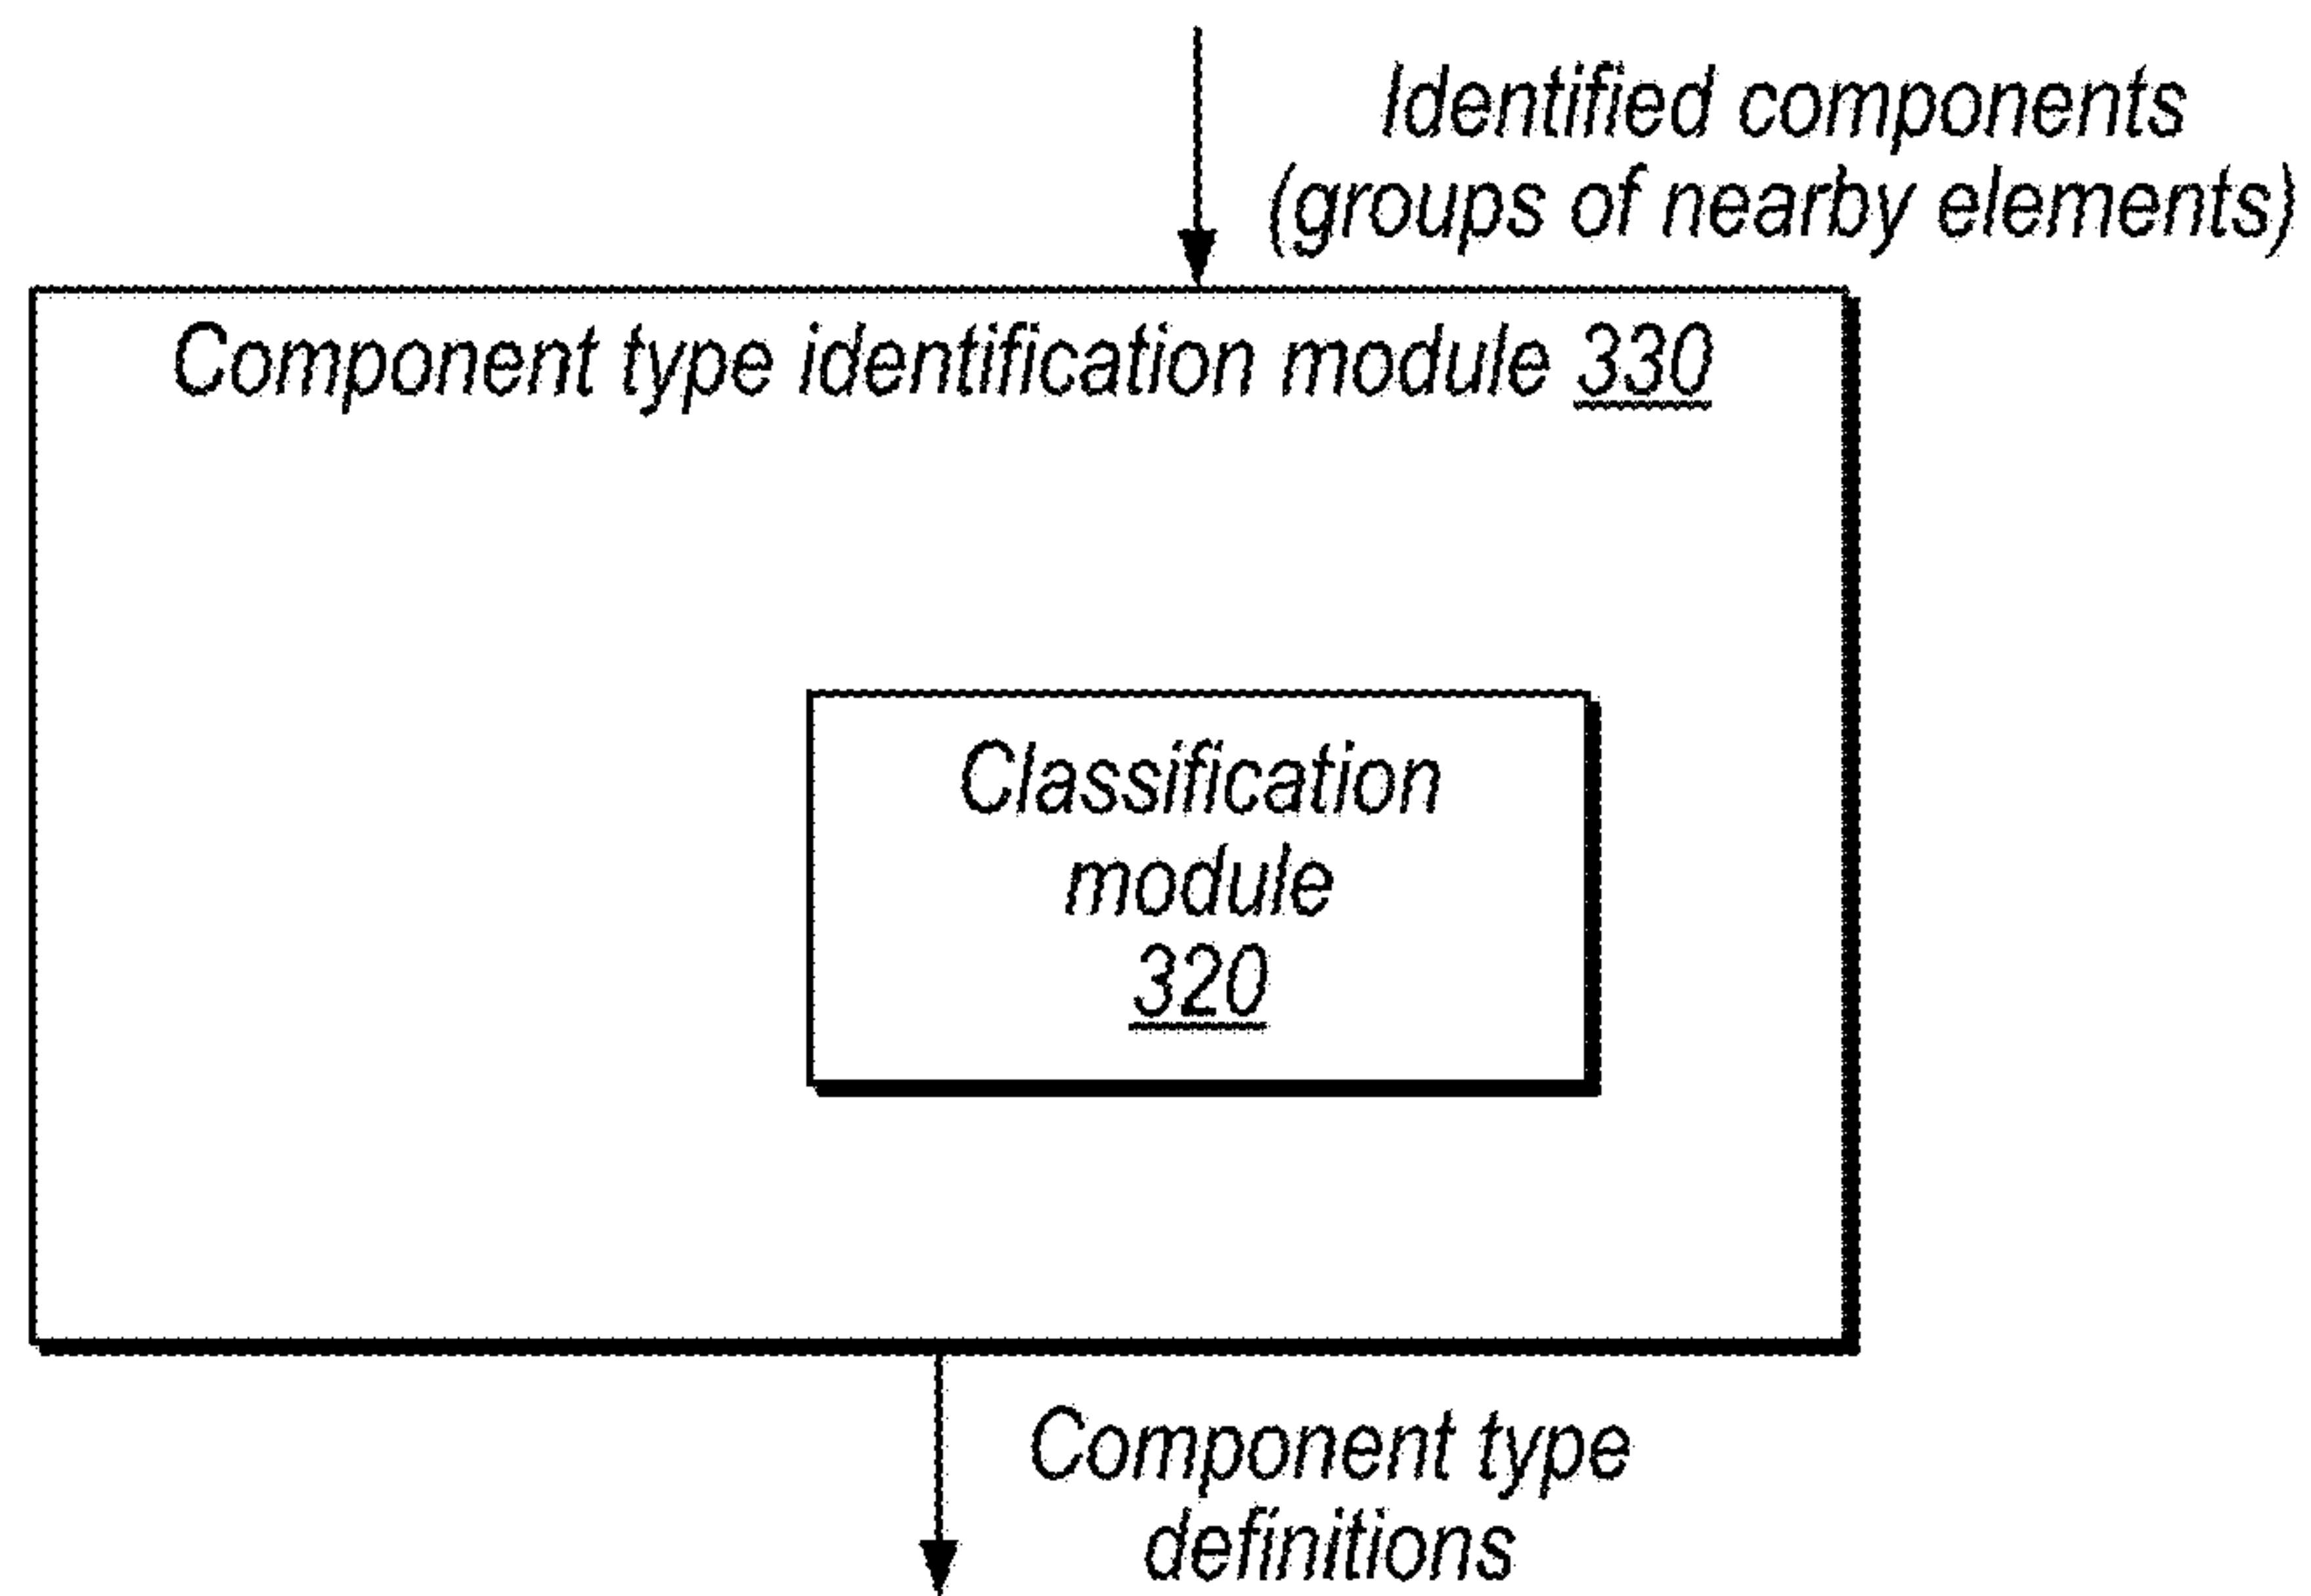 Identified components
(groups of nearby elements)
Component type identification module 330
Classification
module
320
Component type
definitions